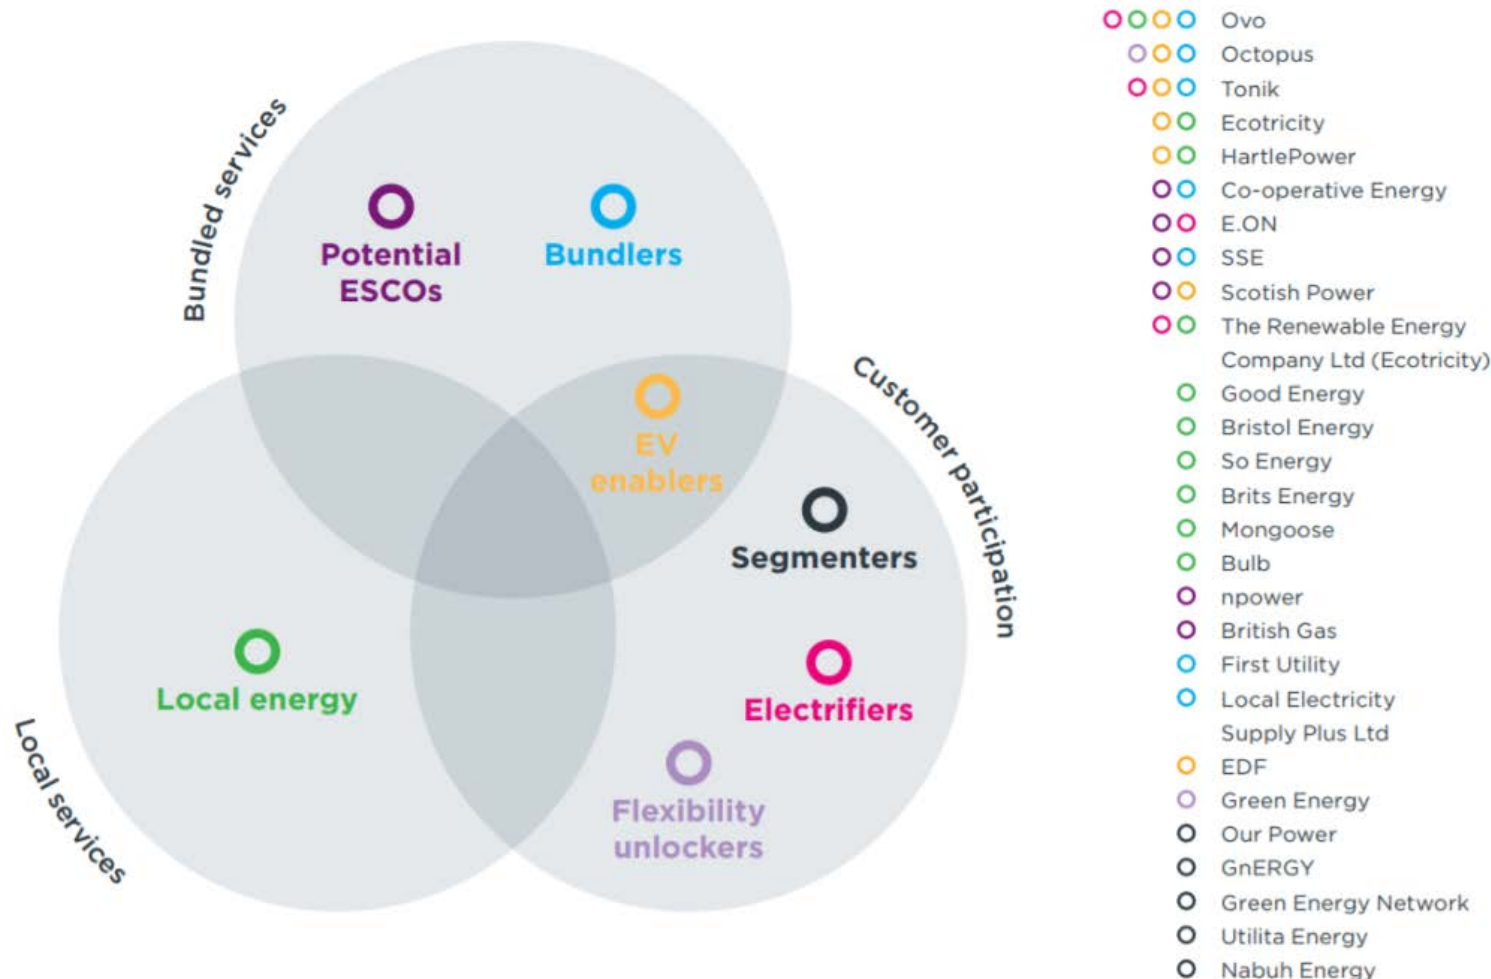 Bundled services
Potential
ESCOs
Bundlers
EV
enablers
Customer participation
Segmenters
Local energy
Electrifiers
Flexibility
unlockers
Local services
Ovo
Octopus
Tonik
Ecotricity
HartlePower
Co-operative Energy
E.ON
SSE
Scotish Power
The Renewable Energy
Company Ltd (Ecotricity)
Good Energy
Bristol Energy
So Energy
Brits Energy
Mongoose
Bulb
npower
British Gas
First Utility
Local Electricity
Supply Plus Ltd
EDF
Green Energy
Our Power
GnERGY
Green Energy Network
Utilita Energy
Nabuh Energy